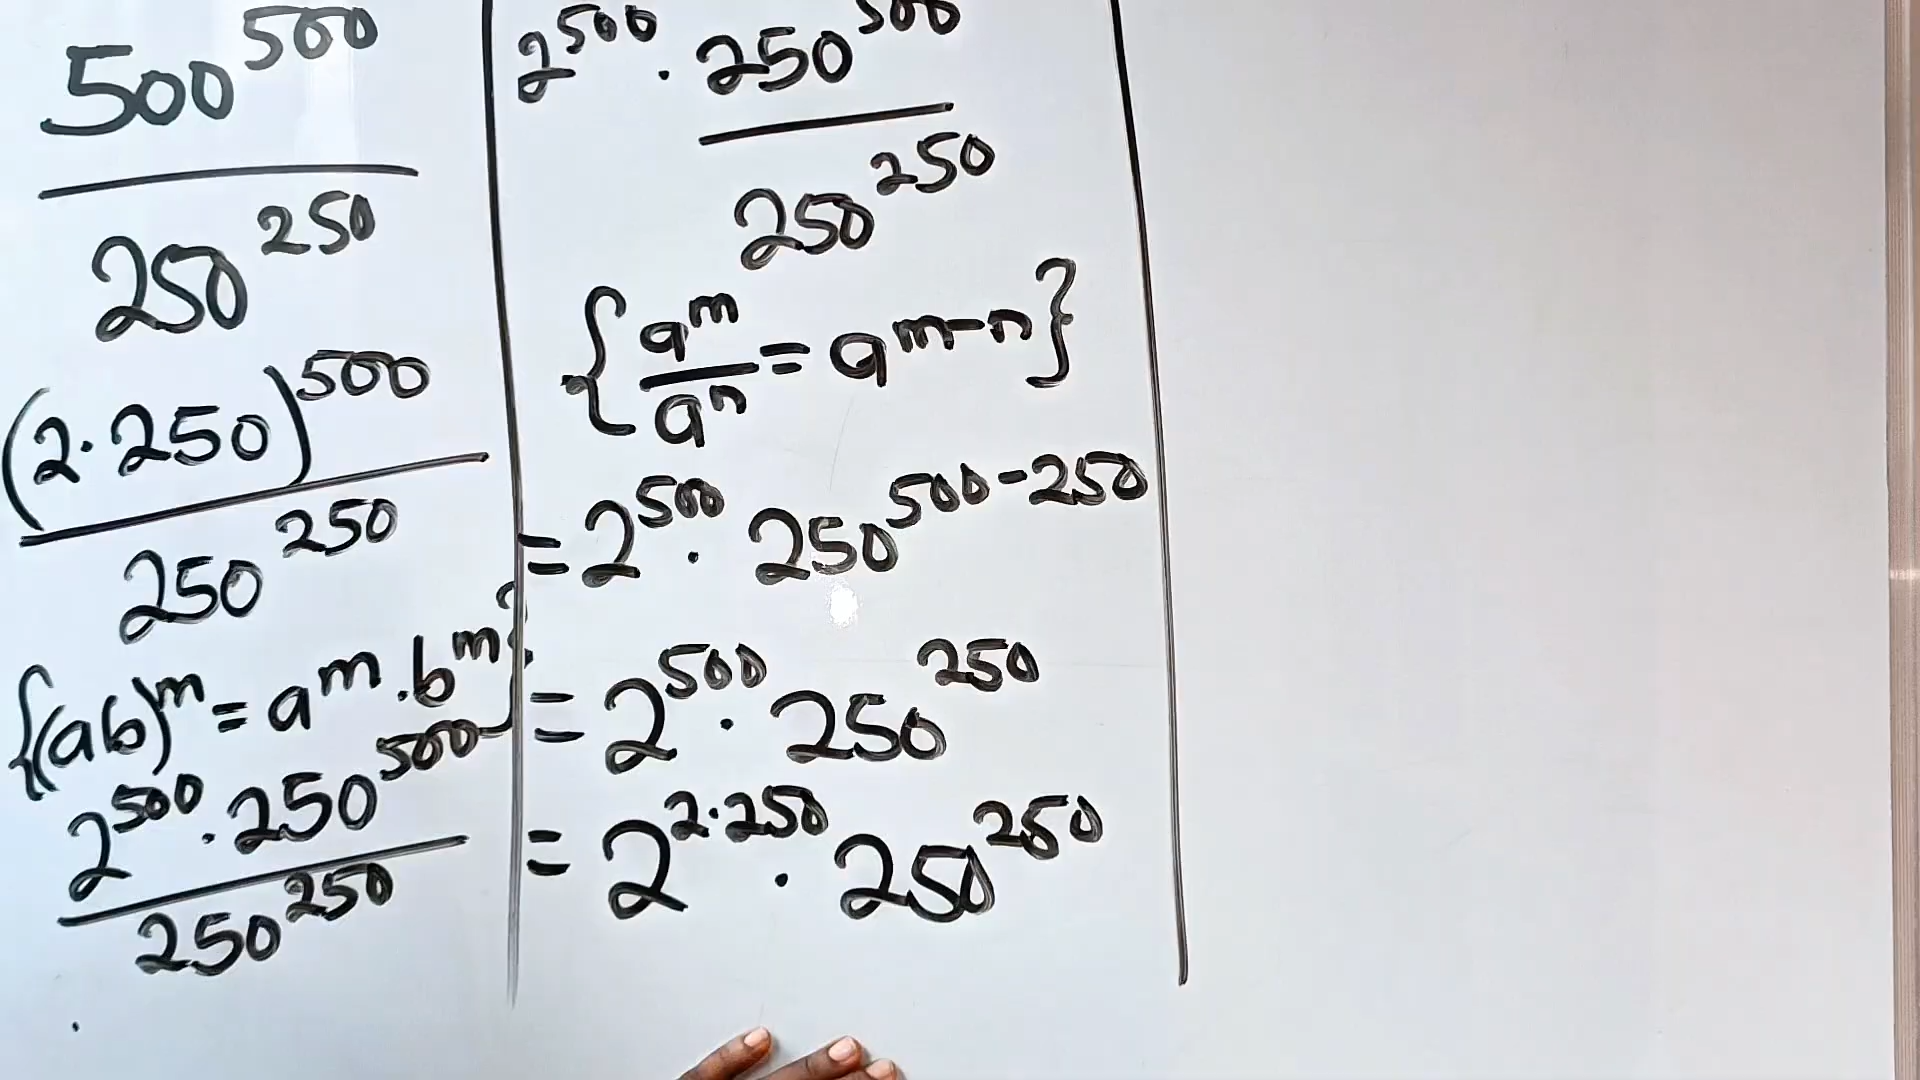 500^500
250^250
(2·250)^500
250^250
{(ab)^m = a^m . b^m}
2^500 . 250^500
250^250
2^500 . 250^500
250^250
{a^m/a^n = a^m-n}
= 2^500 . 250^500-250
= 2^500 . 250^250
= 2^2·250 . 250^250